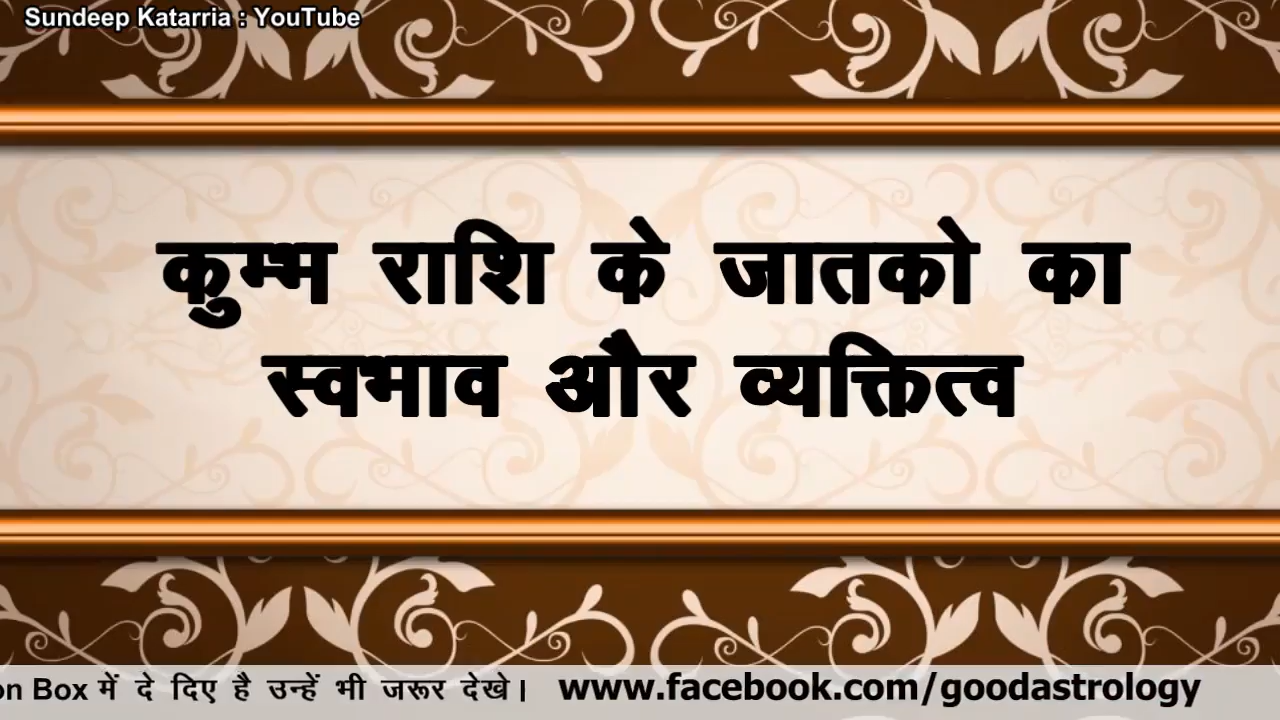 Sundeep Katarria : YouTube
कुम्भ राशि के जातको का
स्वभाव और व्यक्तित्व
on Box में दे दिए है उन्हें भी जरूर देखे। www.facebook.com/goodastrology